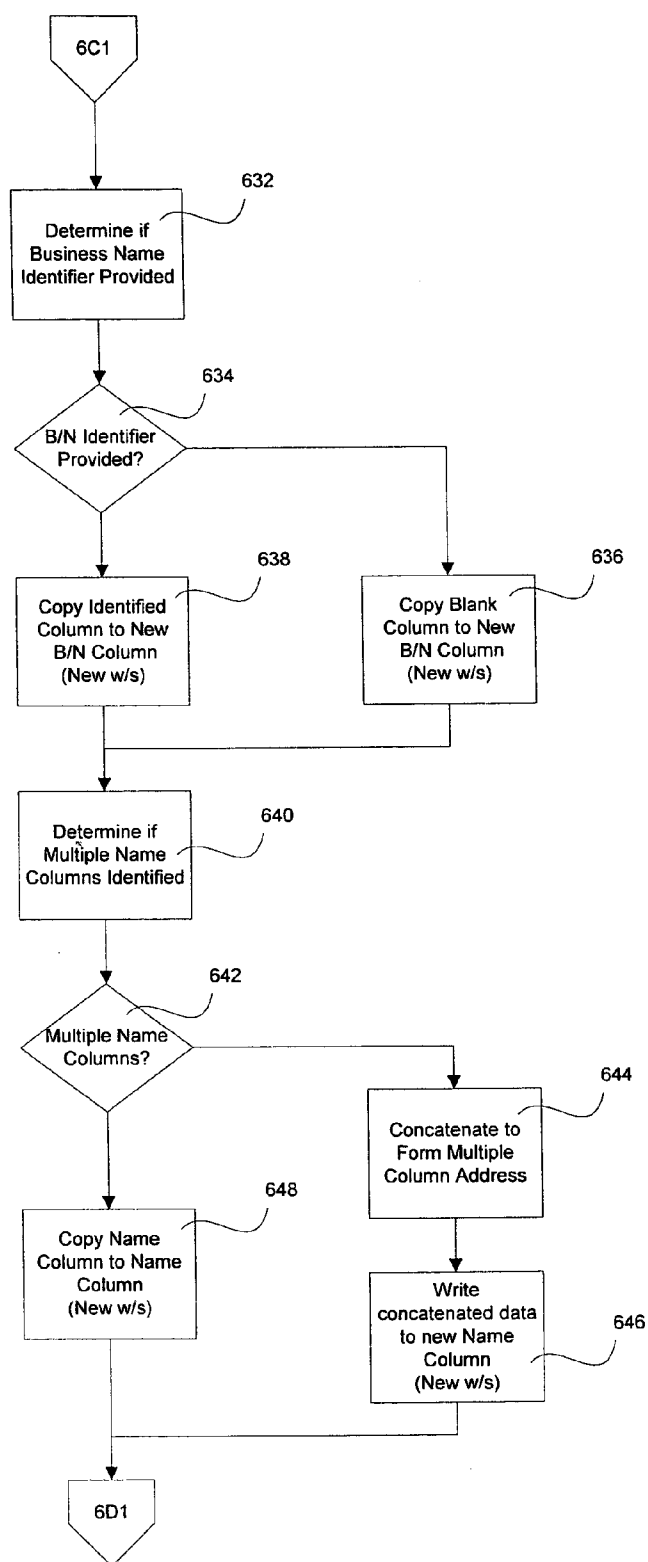 6C1
632
Determine if
Business Name
Identifier Provided
634
B/N Identifier
Provided?
638
Copy Identified
Column to New
B/N Column
(New w/s)
636
Copy Blank
Column to New
B/N Column
(New w/s)
640
Determine if
Multiple Name
Columns Identified
642
Multiple Name
Columns?
644
Concatenate to
Form Multiple
Column Address
648
Copy Name
Column to Name
Column
(New w/s)
Write
concatenated data
to new Name
Column
(New w/s)
646
6D1